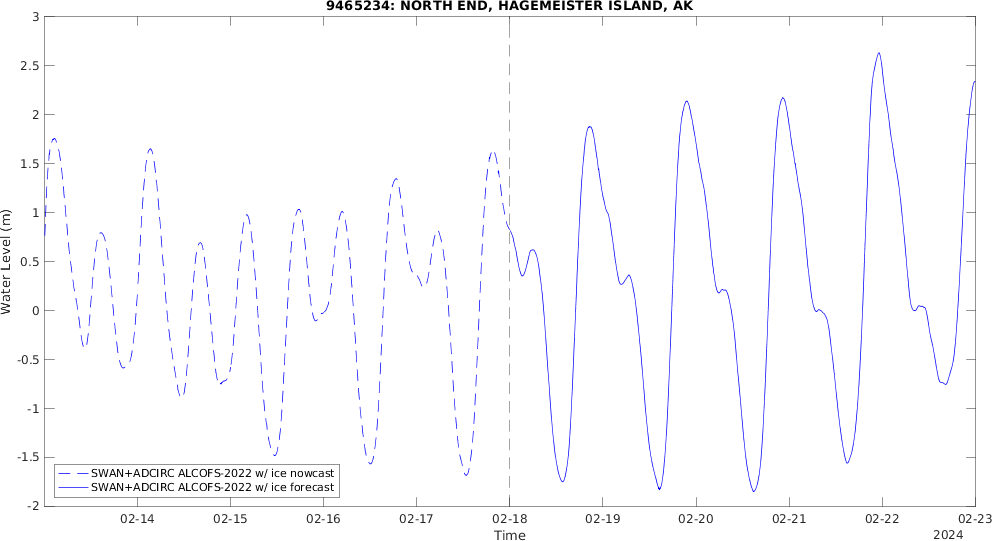 9465234: NORTH END, HAGEMEISTER ISLAND, AK
3
2.5
2
1.5
1
0.5
0
-0.5
-1
-1.5
-2
Water Level (m)
SWAN+ADCIRC ALCOFS-2022 w/ ice nowcast
SWAN+ADCIRC ALCOFS-2022 w/ ice forecast
02-14 02-15 02-16 02-17 02-18 02-19 02-20 02-21 02-22 02-23
Time
2024